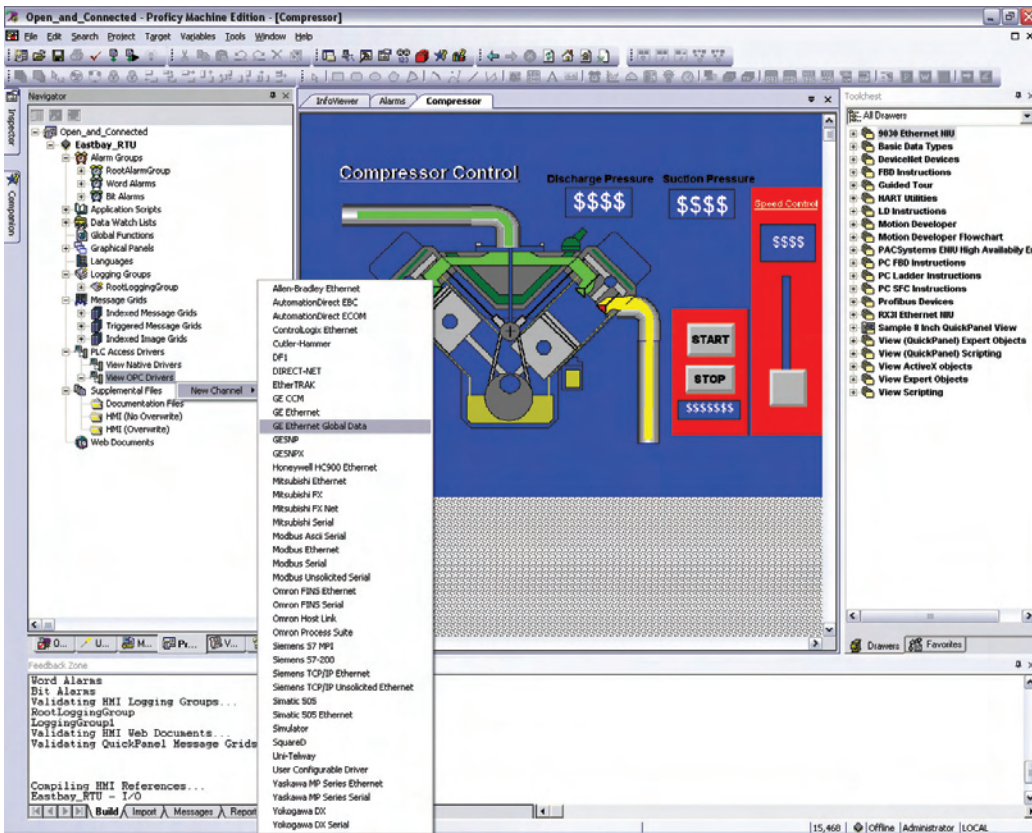 Open_and_Connected - Proficy Machine Edition - [Compressor]
File Edit Search Project Target Variables Tools Window Help
Navigator
Inspector
Companion
Open_and_Connected
Eastbay_RTU
Alarm Groups
RootAlarmGroup
Word Alarms
Bit Alarms
Application Scripts
Data Watch Lists
Global Functions
Graphical Panels
Languages
Logging Groups
RootLoggingGroup
Message Grids
Indexed Message Grids
Triggered Message Grids
Indexed Image Grids
PLC Access Drivers
View Native Drivers
View OPC Drivers
Supplemental Files
Documentation Files
HMI (No Overwrite)
HMI (Overwrite)
Web Documents
New Channel
Allen-Bradley Ethernet
AutomationDirect EBC
AutomationDirect ECOM
ControlLogix Ethernet
Cutler-Hammer
DF1
DIRECT-NET
EtherTRAK
GE CCM
GE Ethernet
GE Ethernet Global Data
GESNP
GESNPX
Honeywell HC900 Ethernet
Mitsubishi Ethernet
Mitsubishi FX
Mitsubishi FX Net
Mitsubishi Serial
Modbus Ascii Serial
Modbus Ethernet
Modbus Serial
Modbus Unsolicited Serial
Omron FINS Ethernet
Omron FINS Serial
Omron Host Link
Omron Process Suite
Siemens S7 MPI
Siemens S7-200
Siemens TCP/IP Ethernet
Siemens TCP/IP Unsolicited Ethernet
Simatic 505
Simatic 505 Ethernet
Simulator
SquareD
Uni-Telway
User Configurable Driver
Yaskawa MP Series Ethernet
Yaskawa MP Series Serial
Yokogawa DX
Yokogawa DX Serial
InfoViewer Alarms Compressor
Compressor Control
Discharge Pressure Suction Pressure
$$$$ $$$$
Speed Control
$$$$
START
STOP
$$$$$$$
Toolchest
All Drawers
9030 Ethernet NIU
Basic Data Types
DeviceNet Devices
FBD Instructions
Guided Tour
HART Utilities
LD Instructions
Motion Developer
Motion Developer Flowchart
PACSystems ENIU High Availabily E
PC FBD Instructions
PC Ladder Instructions
PC SFC Instructions
Profibus Devices
RX3I Ethernet NIU
Sample 8 Inch QuickPanel View
View (QuickPanel) Expert Objects
View (QuickPanel) Scripting
View ActiveX objects
View Expert Objects
View Scripting
Drawers Favorites
O... U... M... Pr... V...
Feedback Zone
Word Alarms
Bit Alarms
Validating HMI Logging Groups...
RootLoggingGroup
LoggingGroup1
Validating HMI Web Documents...
Validating QuickPanel Message Grids
Compiling HMI References...
Eastbay_RTU - I/O
Build Import Messages Report
15,468 Offline Administrator LOCAL